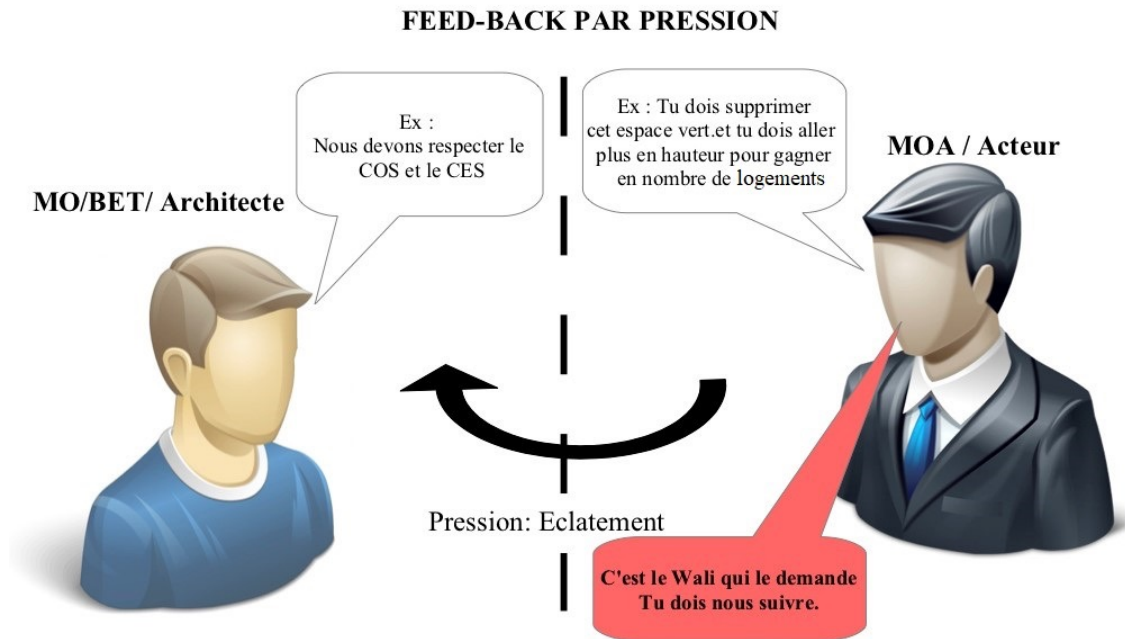 FEED-BACK PAR PRESSION
Ex :
Nous devons respecter le
COS et le CES
Ex : Tu dois supprimer
cet espace vert.et tu dois aller
plus en hauteur pour gagner
en nombre de logements
MOA / Acteur
MO/BET/ Architecte
Pression: Eclatement
C'est le Wali qui le demande
Tu dois nous suivre.